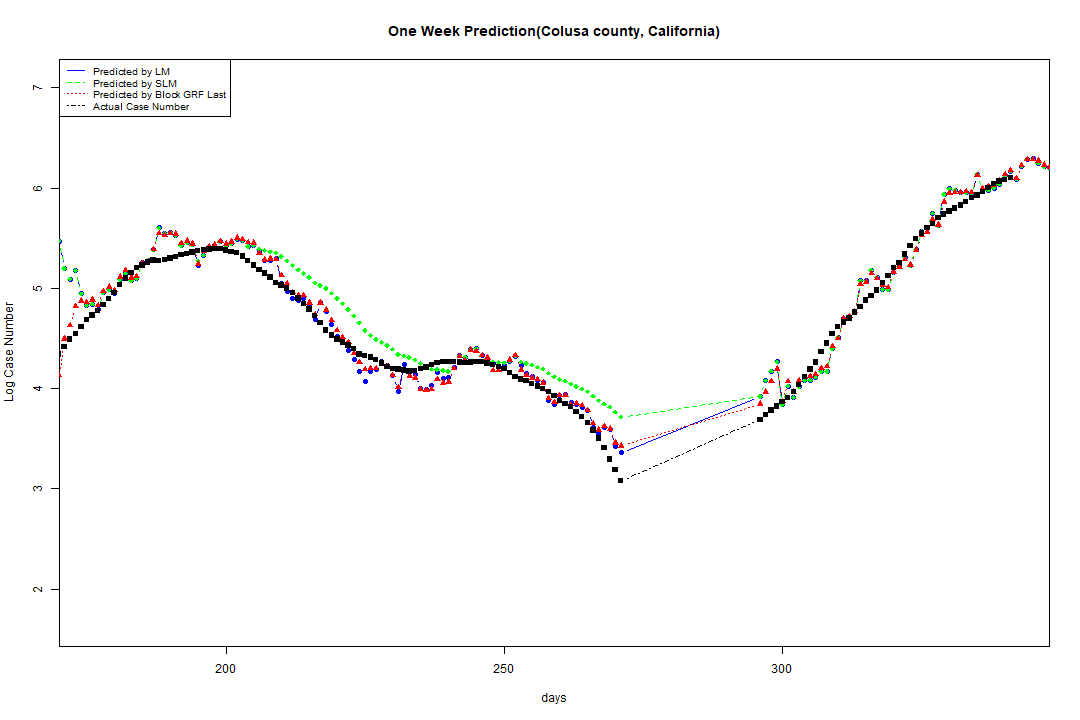 One Week Prediction(Colusa county, California)
Predicted by LM
Predicted by SLM
Predicted by Block GRF Last
Actual Case Number
7
6
5
4
3
2
Log Case Number
200
250
300
days